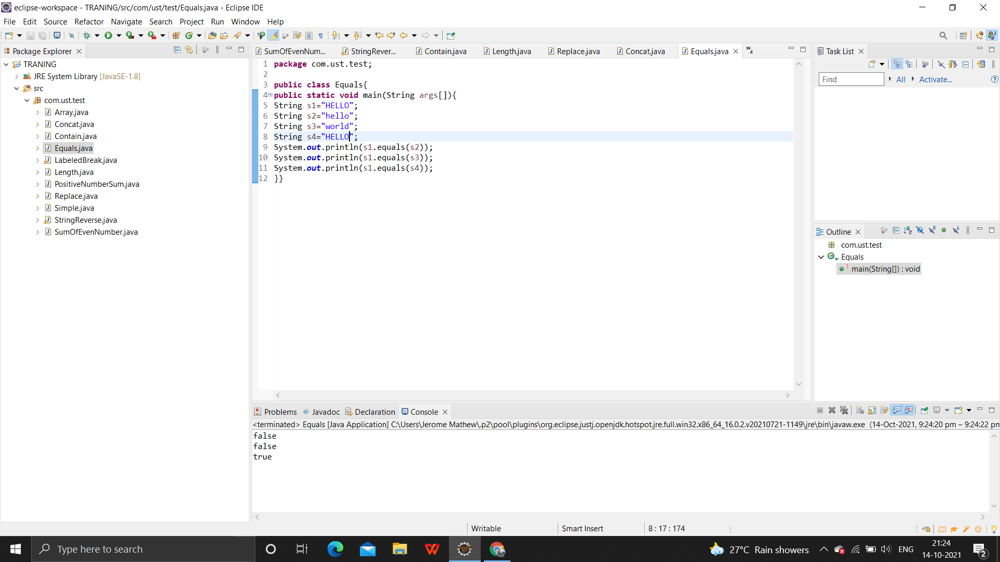 eclipse-workspace - TRANING/src/com/ust/test/Equals.java - Eclipse IDE
File Edit Source Refactor Navigate Search Project Run Window Help
Package Explorer
TRANING
JRE System Library [JavaSE-1.8]
src
com.ust.test
Array.java
Concat.java
Contain.java
Equals.java
LabeledBreak.java
Length.java
PositiveNumberSum.java
Replace.java
Simple.java
StringReverse.java
SumOfEvenNumber.java
SumOfEvenNum... StringRever... Contain.java Length.java Replace.java Concat.java Equals.java »4
1 package com.ust.test;
2
3 public class Equals{
4 public static void main(String args[]){
5 String s1="HELLO";
6 String s2="hello";
7 String s3="world";
8 String s4="HELLO";
9 System.out.println(s1.equals(s2));
10 System.out.println(s1.equals(s3));
11 System.out.println(s1.equals(s4));
12 }}
Task List
Find All Activate...
Outline
com.ust.test
Equals
main(String[]) : void
Problems @ Javadoc Declaration Console
<terminated> Equals [Java Application] C:\Users\Jerome Mathew\.p2\pool\plugins\org.eclipse.justj.openjdk.hotspot.jre.full.win32.x86_64_16.0.2.v20210721-1149\jre\bin\javaw.exe (14-Oct-2021, 9:24:20 pm – 9:24:22 pm
false
false
true
Writable Smart Insert 8 : 17 : 174
Type here to search
27°C Rain showers ENG
21:24
14-10-2021
2